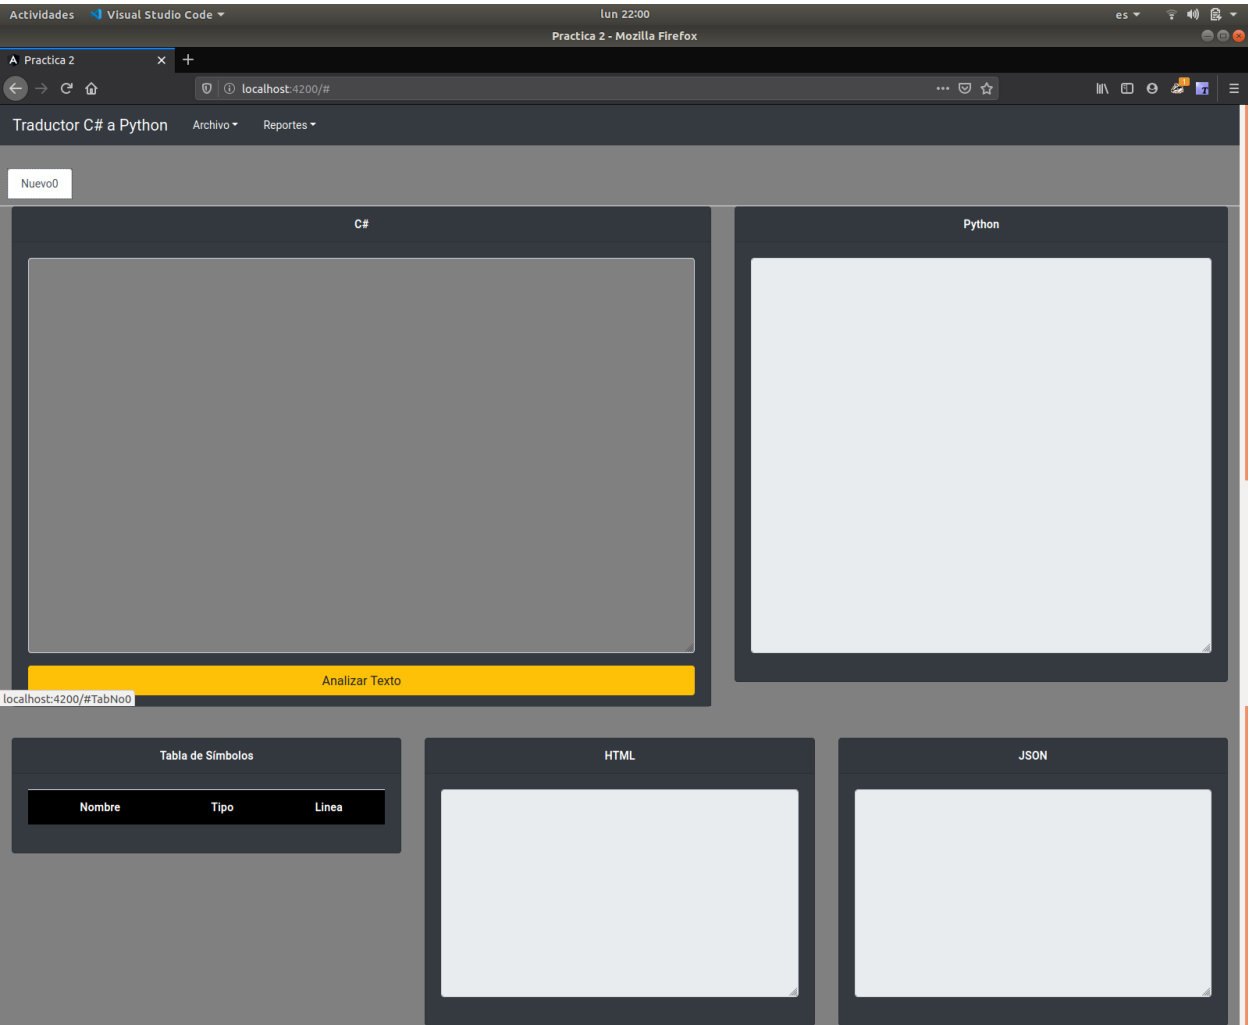 Actividades Visual Studio Code lun 22:00 es
Practica 2 - Mozilla Firefox
Practica 2
localhost:4200/#
1
Traductor C# a Python Archivo Reportes
Nuevo0
C# Python
Analizar Texto
localhost:4200/#TabNo0
Tabla de Símbolos HTML JSON
Nombre Tipo Linea